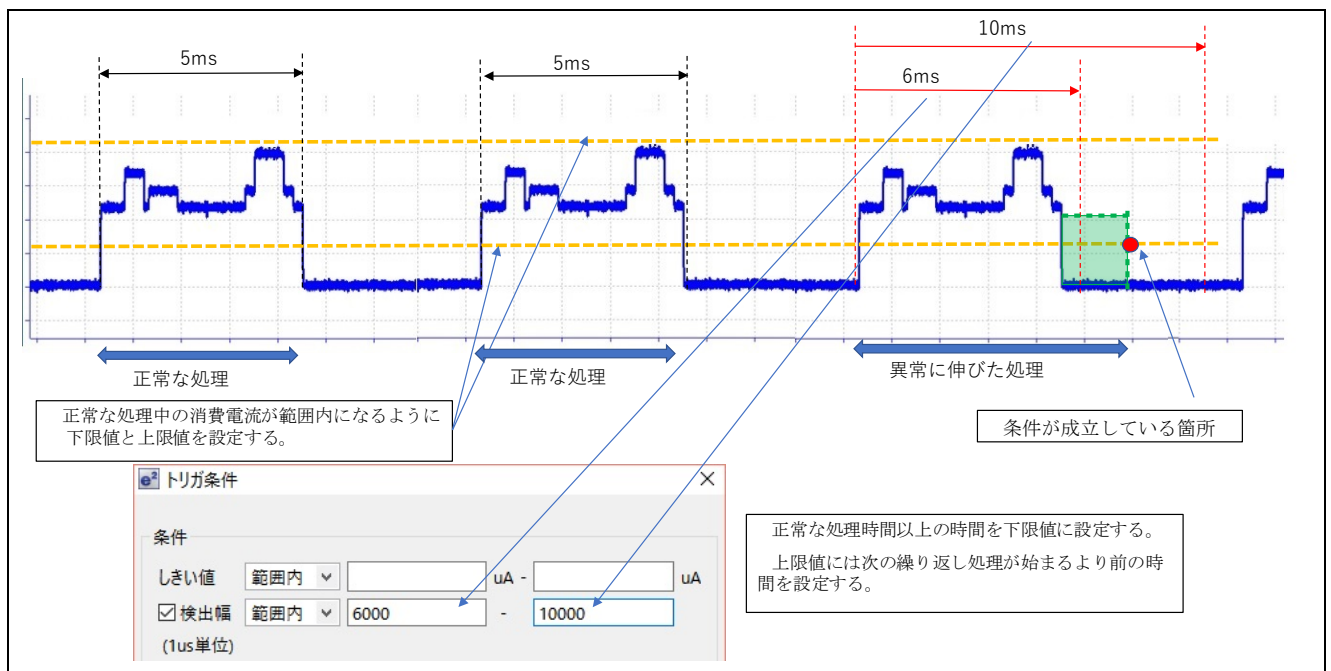 10ms
5ms
5ms
6ms
正常な処理
正常な処理
異常に伸びた処理
正常な処理中の消費電流が範囲内になるように
下限値と上限値を設定する。
条件が成立している箇所
e² トリガ条件
条件
しきい値 範囲内 uA - uA
検出幅 範囲内 6000 - 10000
(1us単位)
正常な処理時間以上の時間を下限値に設定する。
上限値には次の繰り返し処理が始まるより前の時
間を設定する。